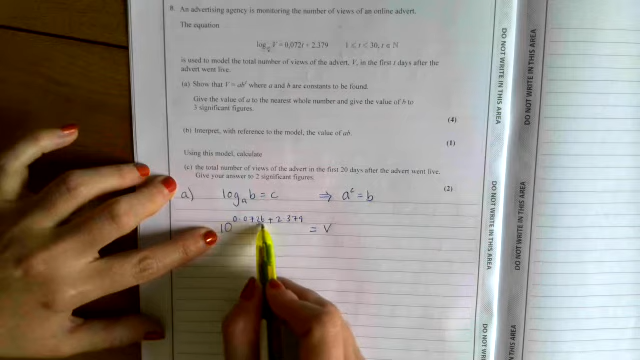 8. An advertising agency is monitoring the number of views of an online advert.
The equation
log₁₀ V = 0.072t + 2.379 1 ≤ t ≤ 30, t ∈ ℕ
is used to model the total number of views of the advert, V, in the first t days after the
advert went live.
(a) Show that V = abᵗ where a and b are constants to be found.
Give the value of a to the nearest whole number and give the value of b to
3 significant figures.
(4)
(b) Interpret, with reference to the model, the value of ab.
(1)
Using this model, calculate
(c) the total number of views of the advert in the first 20 days after the advert went live.
Give your answer to 2 significant figures.
(2)
a) logₐb = c ⇒ aᶜ = b
10^0.072t + 2.379 = V
DO NOT WRITE IN THIS AREA
DO NOT WRITE IN THIS AREA
DO NOT WRITE IN THIS AREA
DO NOT WRITE IN THIS AREA